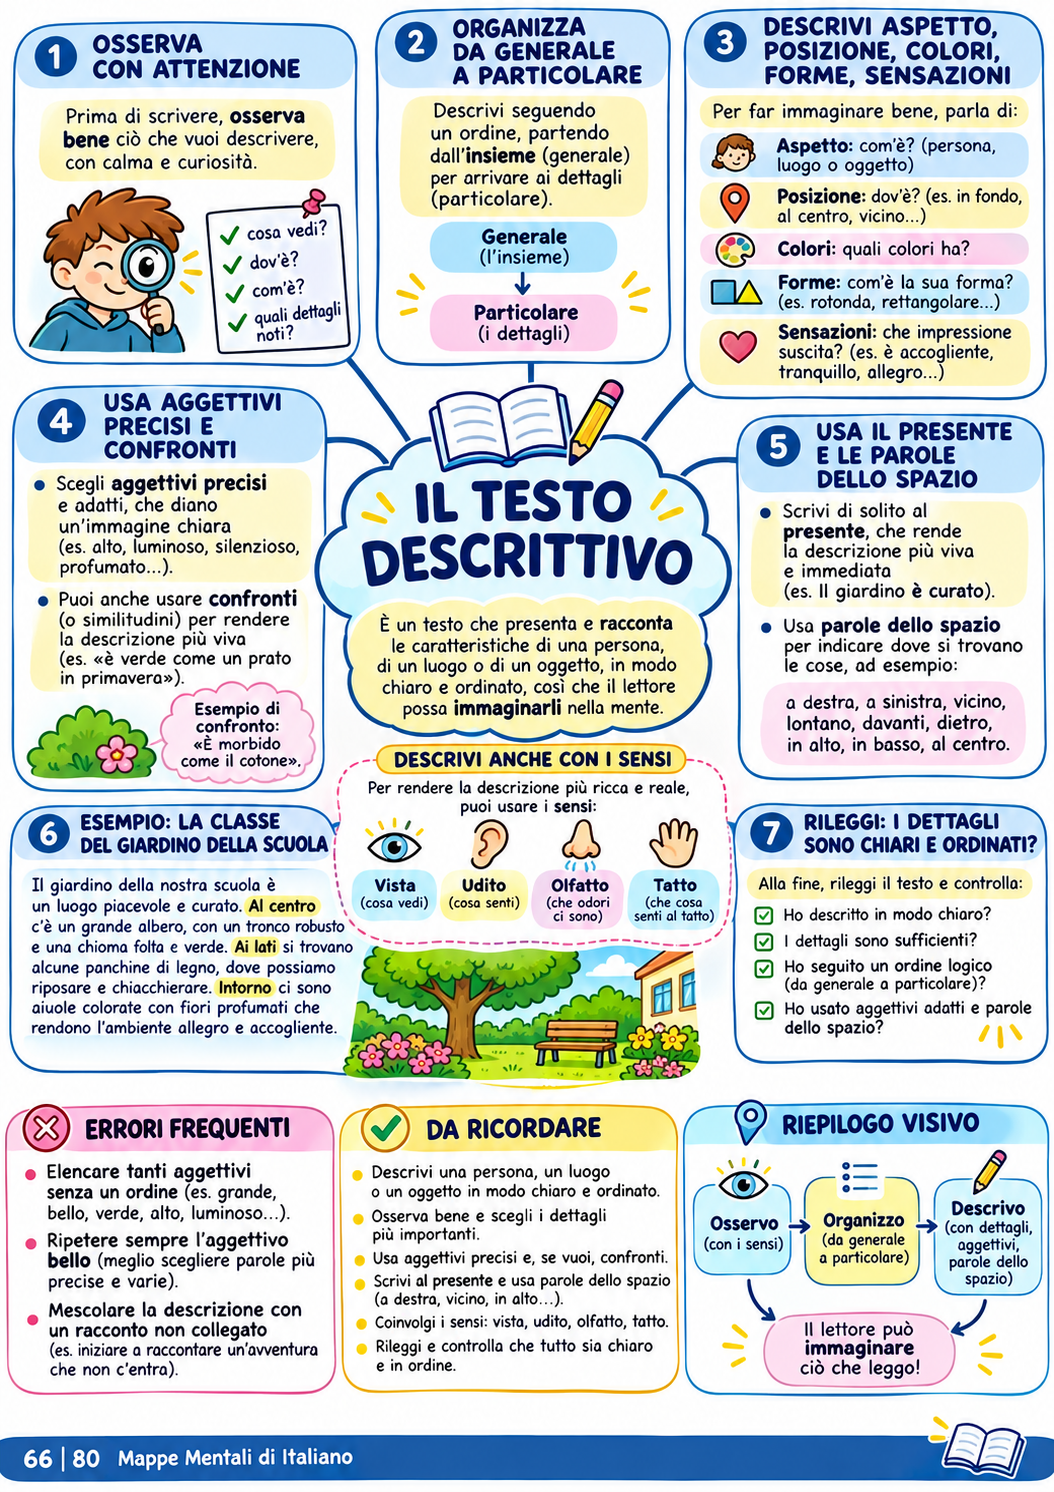 1 OSSERVA
CON ATTENZIONE
Prima di scrivere, osserva
bene ciò che vuoi descrivere,
con calma e curiosità.
cosa vedi?
dov'è?
com'è?
quali dettagli
noti?
2 ORGANIZZA
DA GENERALE
A PARTICOLARE
Descrivi seguendo
un ordine, partendo
dall'insieme (generale)
per arrivare ai dettagli
(particolare).
Generale
(l'insieme)
Particolare
(i dettagli)
3 DESCRIVI ASPETTO,
POSIZIONE, COLORI,
FORME, SENSAZIONI
Per far immaginare bene, parla di:
Aspetto: com'è? (persona,
luogo o oggetto)
Posizione: dov'è? (es. in fondo,
al centro, vicino...)
Colori: quali colori ha?
Forme: com'è la sua forma?
(es. rotonda, rettangolare...)
Sensazioni: che impressione
suscita? (es. è accogliente,
tranquillo, allegro...)
IL TESTO
DESCRITTIVO
È un testo che presenta e racconta
le caratteristiche di una persona,
di un luogo o di un oggetto, in modo
chiaro e ordinato, così che il lettore
possa immaginarli nella mente.
4 USA AGGETTIVI
PRECISI E
CONFRONTI
Scegli aggettivi precisi
e adatti, che diano
un'immagine chiara
(es. alto, luminoso, silenzioso,
profumato...).
Puoi anche usare confronti
(o similitudini) per rendere
la descrizione più viva
(es. «è verde come un prato
in primavera»).
Esempio di
confronto:
«È morbido
come il cotone».
5 USA IL PRESENTE
E LE PAROLE
DELLO SPAZIO
Scrivi di solito al
presente, che rende
la descrizione più viva
e immediata
(es. Il giardino è curato).
Usa parole dello spazio
per indicare dove si trovano
le cose, ad esempio:
a destra, a sinistra, vicino,
lontano, davanti, dietro,
in alto, in basso, al centro.
DESCRIVI ANCHE CON I SENSI
Per rendere la descrizione più ricca e reale,
puoi usare i sensi:
Vista
(cosa vedi)
Udito
(cosa senti)
Olfatto
(che odori
ci sono)
Tatto
(che cosa
senti al tatto)
6 ESEMPIO: LA CLASSE
DEL GIARDINO DELLA SCUOLA
Il giardino della nostra scuola è
un luogo piacevole e curato. Al centro
c'è un grande albero, con un tronco robusto
e una chioma folta e verde. Ai lati si trovano
alcune panchine di legno, dove possiamo
riposare e chiacchierare. Intorno ci sono
aiuole colorate con fiori profumati che
rendono l'ambiente allegro e accogliente.
7 RILEGGI: I DETTAGLI
SONO CHIARI E ORDINATI?
Alla fine, rileggi il testo e controlla:
Ho descritto in modo chiaro?
I dettagli sono sufficienti?
Ho seguito un ordine logico
(da generale a particolare)?
Ho usato aggettivi adatti e parole
dello spazio?
ERRORI FREQUENTI
Elencare tanti aggettivi
senza un ordine (es. grande,
bello, verde, alto, luminoso...).
Ripetere sempre l'aggettivo
bello (meglio scegliere parole più
precise e varie).
Mescolare la descrizione con
un racconto non collegato
(es. iniziare a raccontare un'avventura
che non c'entra).
DA RICORDARE
Descrivi una persona, un luogo
o un oggetto in modo chiaro e ordinato.
Osserva bene e scegli i dettagli
più importanti.
Usa aggettivi precisi e, se vuoi, confronti.
Scrivi al presente e usa parole dello spazio
(a destra, vicino, in alto...).
Coinvolgi i sensi: vista, udito, olfatto, tatto.
Rileggi e controlla che tutto sia chiaro
e in ordine.
RIEPILOGO VISIVO
Osservo
(con i sensi)
Organizzo
(da generale
a particolare)
Descrivo
(con dettagli,
aggettivi,
parole dello
spazio)
Il lettore può
immaginare
ciò che leggo!
66 | 80 Mappe Mentali di Italiano